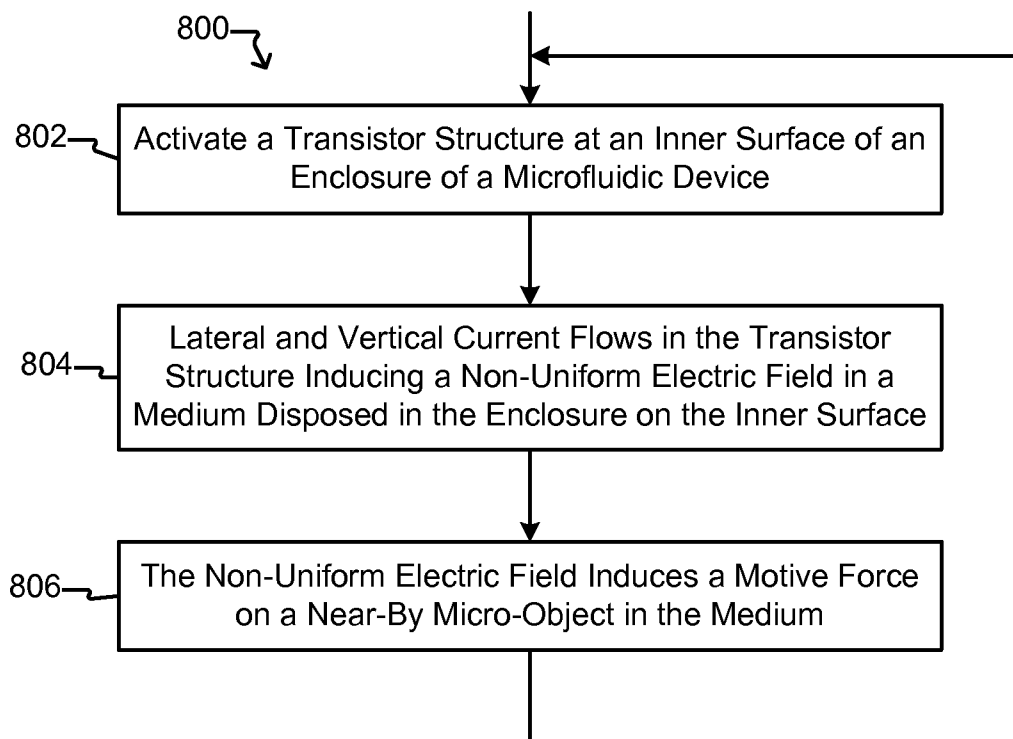 800
802
Activate a Transistor Structure at an Inner Surface of an
Enclosure of a Microfluidic Device
804
Lateral and Vertical Current Flows in the Transistor
Structure Inducing a Non-Uniform Electric Field in a
Medium Disposed in the Enclosure on the Inner Surface
806
The Non-Uniform Electric Field Induces a Motive Force
on a Near-By Micro-Object in the Medium